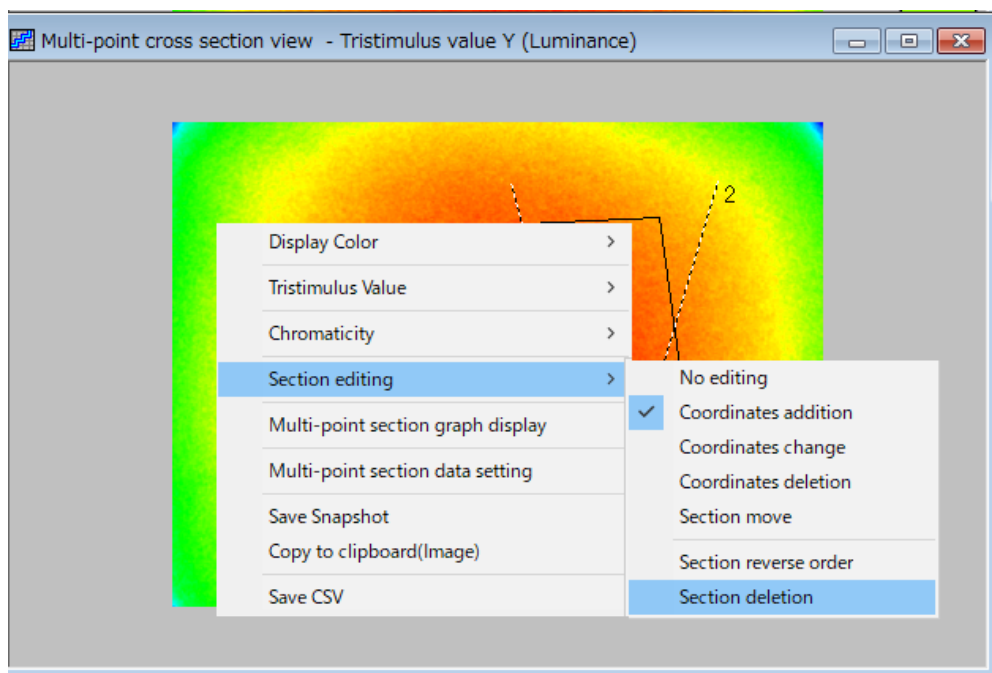 Multi-point cross section view - Tristimulus value Y (Luminance)
2
Display Color
Tristimulus Value
Chromaticity
Section editing
Multi-point section graph display
Multi-point section data setting
Save Snapshot
Copy to clipboard(Image)
Save CSV
No editing
Coordinates addition
Coordinates change
Coordinates deletion
Section move
Section reverse order
Section deletion